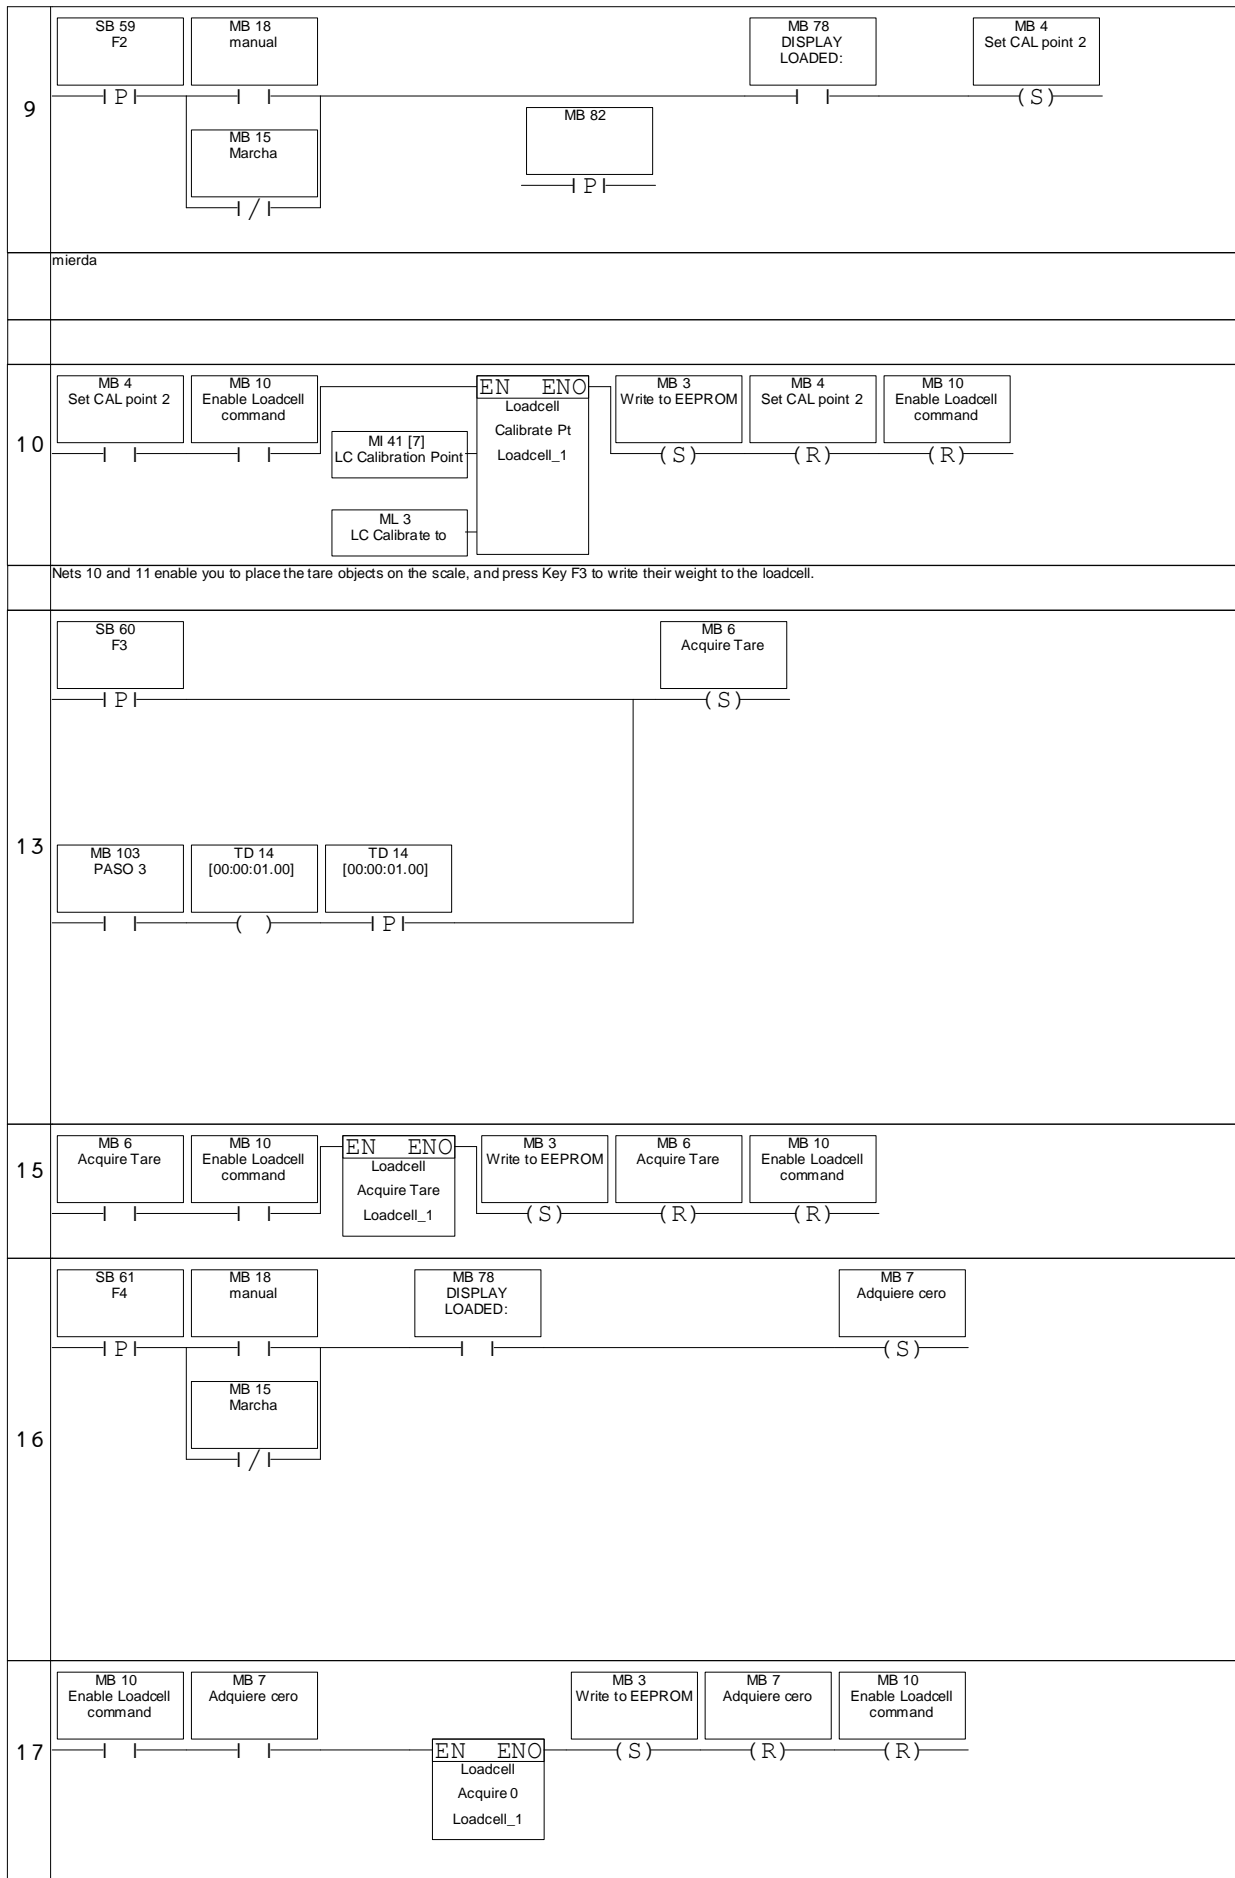 SB 59
F2
MB 18
manual
MB 78
DISPLAY
LOADED:
MB 4
Set CAL point 2
9
P
(S)
MB 82
P
MB 15
Marcha
/
mierda
MB 4
Set CAL point 2
MB 10
Enable Loadcell
command
EN ENO
Loadcell
Calibrate Pt
Loadcell_1
MB 3
Write to EEPROM
MB 4
Set CAL point 2
MB 10
Enable Loadcell
command
10
MI 41 [7]
LC Calibration Point
(S)
(R)
(R)
ML 3
LC Calibrate to
Nets 10 and 11 enable you to place the tare objects on the scale, and press Key F3 to write their weight to the loadcell.
SB 60
F3
MB 6
Acquire Tare
P
(S)
13
MB 103
PASO 3
TD 14
[00:00:01.00]
TD 14
[00:00:01.00]
( )
P
15
MB 6
Acquire Tare
MB 10
Enable Loadcell
command
EN ENO
Loadcell
Acquire Tare
Loadcell_1
MB 3
Write to EEPROM
MB 6
Acquire Tare
MB 10
Enable Loadcell
command
(S)
(R)
(R)
SB 61
F4
MB 18
manual
MB 78
DISPLAY
LOADED:
MB 7
Adquiere cero
P
(S)
MB 15
Marcha
/
16
MB 10
Enable Loadcell
command
MB 7
Adquiere cero
MB 3
Write to EEPROM
MB 7
Adquiere cero
MB 10
Enable Loadcell
command
17
EN ENO
Loadcell
Acquire 0
Loadcell_1
(S)
(R)
(R)